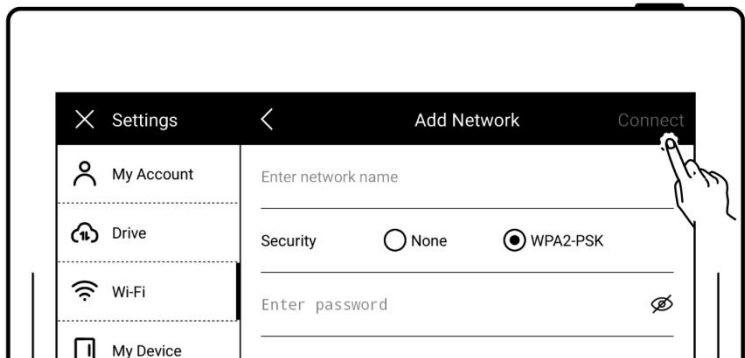 Settings
Add Network
Connect
My Account
Enter network name
Drive
Security
None
WPA2-PSK
Wi-Fi
Enter password
My Device